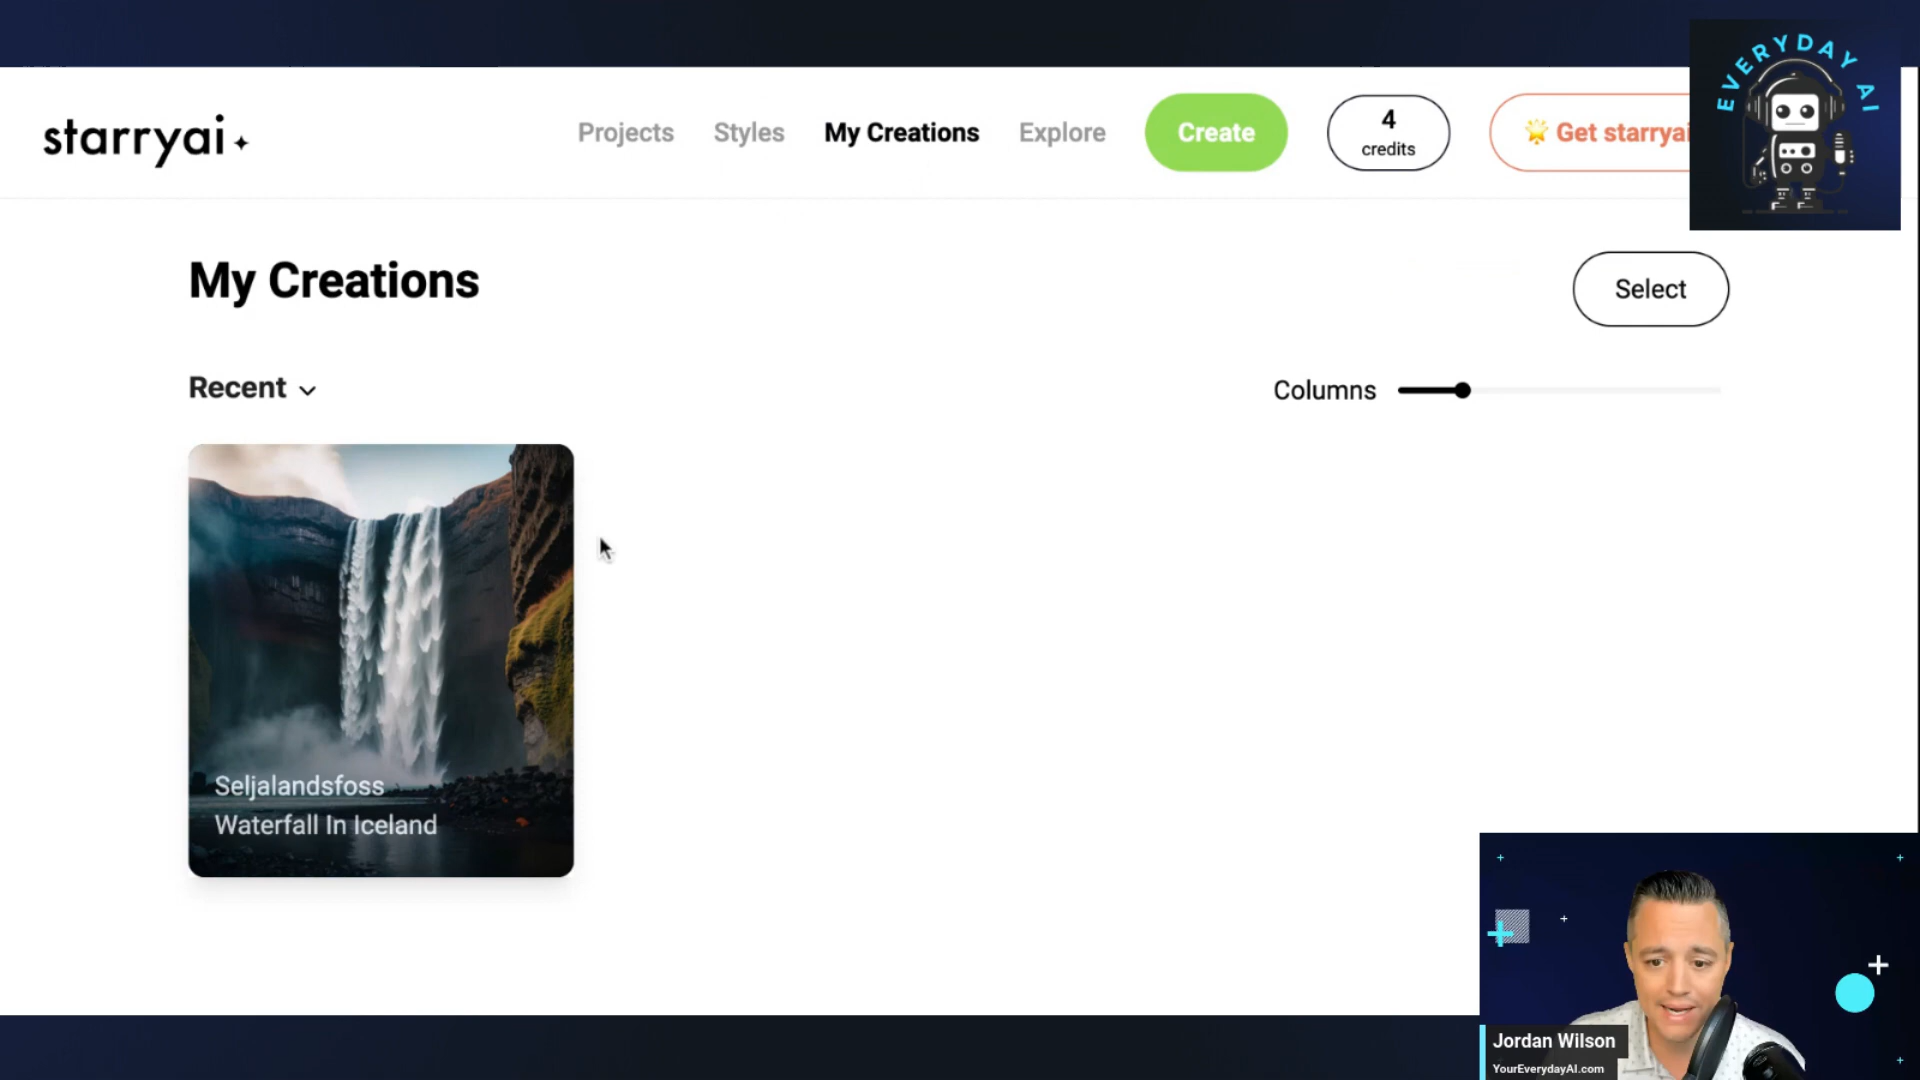 EVERYDAY AI
starryai
Projects
Styles
My Creations
Explore
Create
4
credits
Get starryai
My Creations
Select
Recent
Columns
Seljalandsfoss
Waterfall In Iceland
Jordan Wilson
YourEverydayAI.com